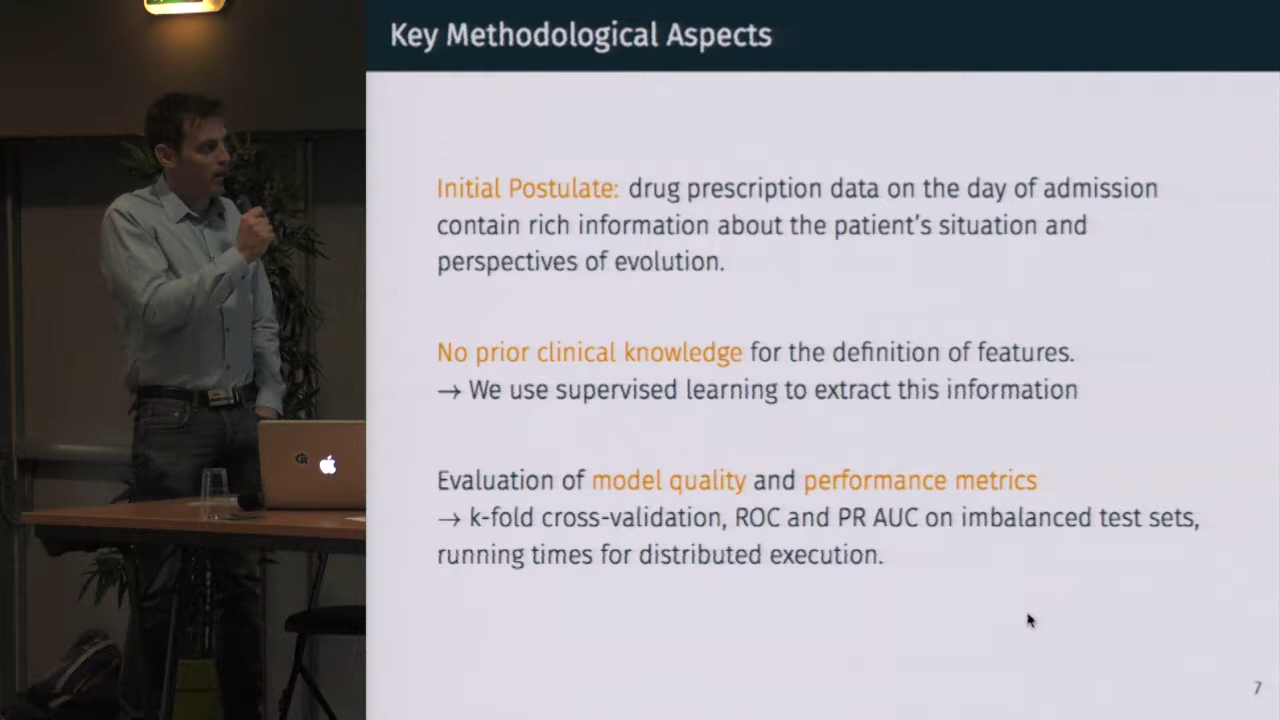 Key Methodological Aspects
Initial Postulate: drug prescription data on the day of admission
contain rich information about the patient's situation and
perspectives of evolution.
No prior clinical knowledge for the definition of features.
→ We use supervised learning to extract this information
Evaluation of model quality and performance metrics
→ k-fold cross-validation, ROC and PR AUC on imbalanced test sets,
running times for distributed execution.
7